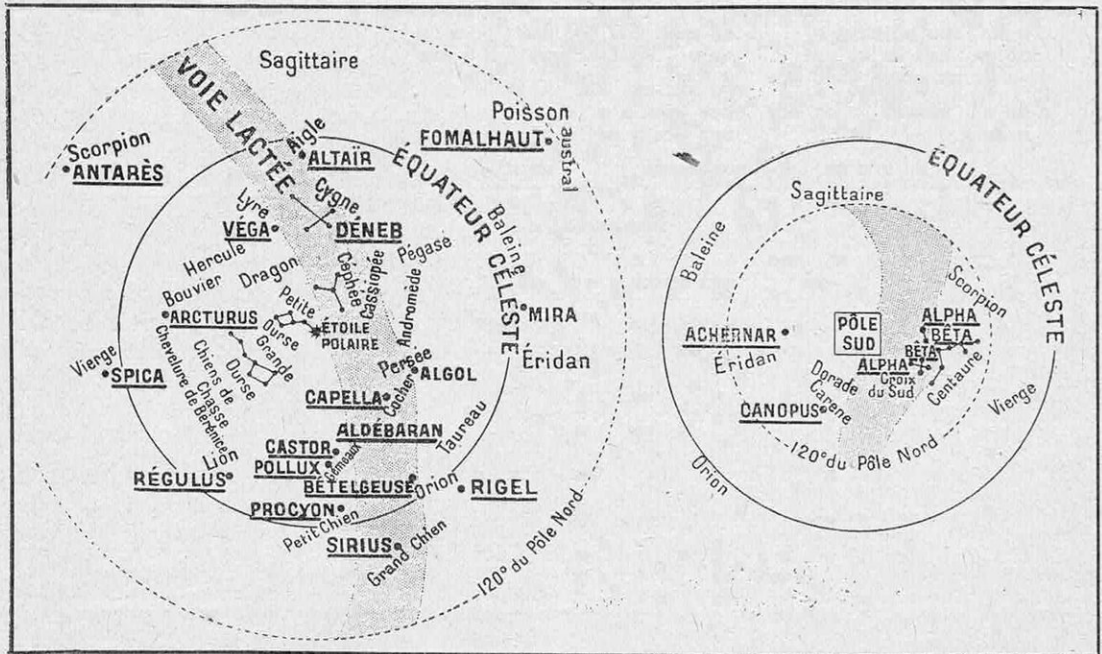 Sagittaire
VOIE LACTÉE
Poisson austral
FOMALHAUT
Scorpion
ANTARÈS
Aigle
ALTAÏR
ÉQUATEUR CÉLESTE
Lyre
Cygne
VÉGA
DÉNEB
Baleine
Hercule
Dragon
Céphée
Cassiopée
Pégase
Bouvier
Petite Ourse
Andromède
ARCTURUS
ÉTOILE
POLAIRE
MIRA
Grande Ourse
Vierge
SPICA
Chiens de Chasse
Chevelure de Bérénice
Persée
ALGOL
Éridan
CAPELLA
Cocher
ALDÉBARAN
Taureau
CASTOR
POLLUX
Gémeaux
Lion
RÉGULUS
BÉTELGEUSE
Orion
RIGEL
PROCYON
Petit Chien
SIRIUS
Grand Chien
120° du Pôle Nord
ÉQUATEUR CÉLESTE
Sagittaire
Baleine
Scorpion
ALPHA
BÊTA
PÔLE
SUD
ACHERNAR
Éridan
BÊTA
ALPHA
Croix
du Sud
Centaure
Dorade
Carene
CANOPUS
Vierge
120° du Pôle Nord
Orion